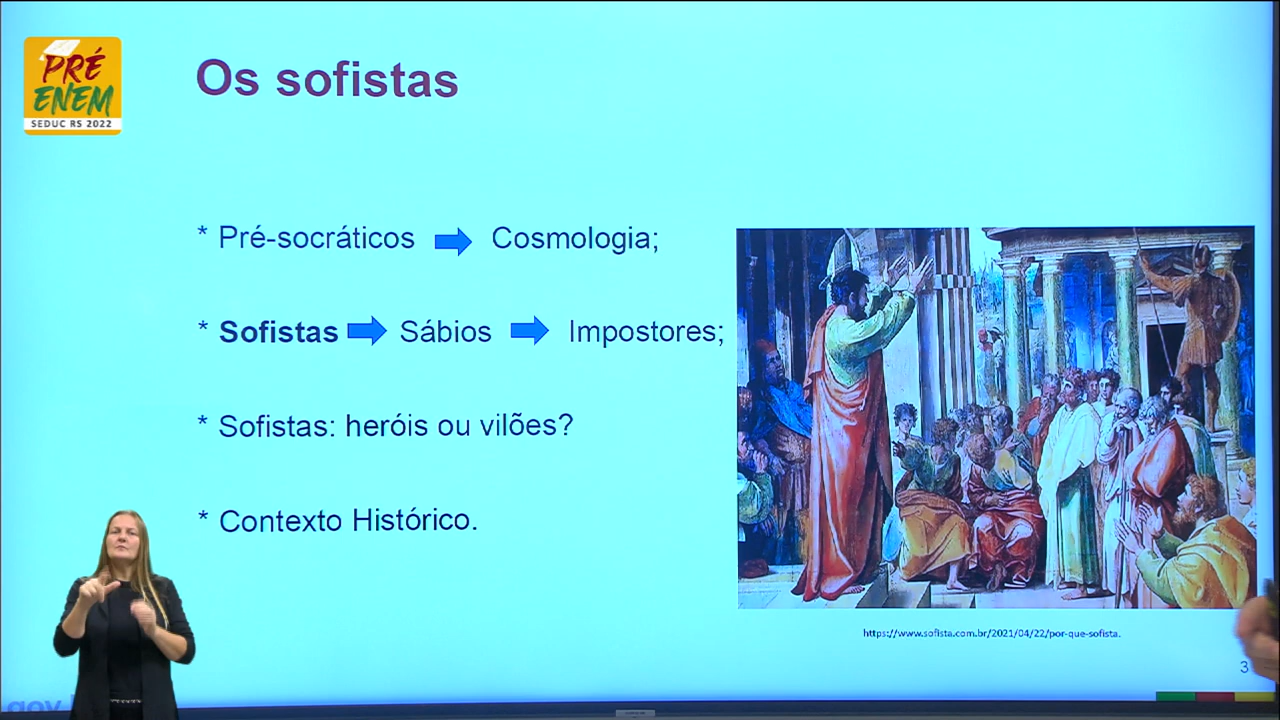 PRÉ
ENEM
SEDUC RS 2022
Os sofistas
* Pré-socráticos Cosmologia;
* Sofistas Sábios Impostores;
* Sofistas: heróis ou vilões?
* Contexto Histórico.
https://www.sofista.com.br/2021/04/22/por-que-sofista.
3
gov